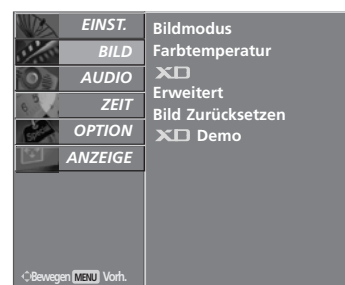 EINST.
BILD
AUDIO
ZEIT
OPTION
ANZEIGE
Bewegen MENU Vorh.
Bildmodus
Farbtemperatur
XD
Erweitert
Bild Zurücksetzen
XD Demo